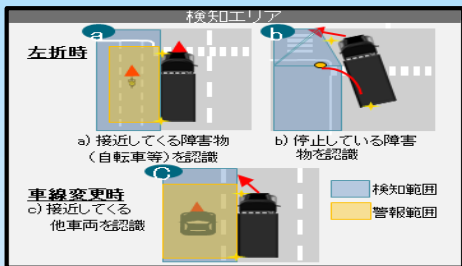 検知エリア
a
b
左折時
a) 接近してくる障害物
(自転車等)を認識
b) 停止している障害
物を認識
C
車線変更時
c) 接近してくる
他車両を認識
検知範囲
警報範囲